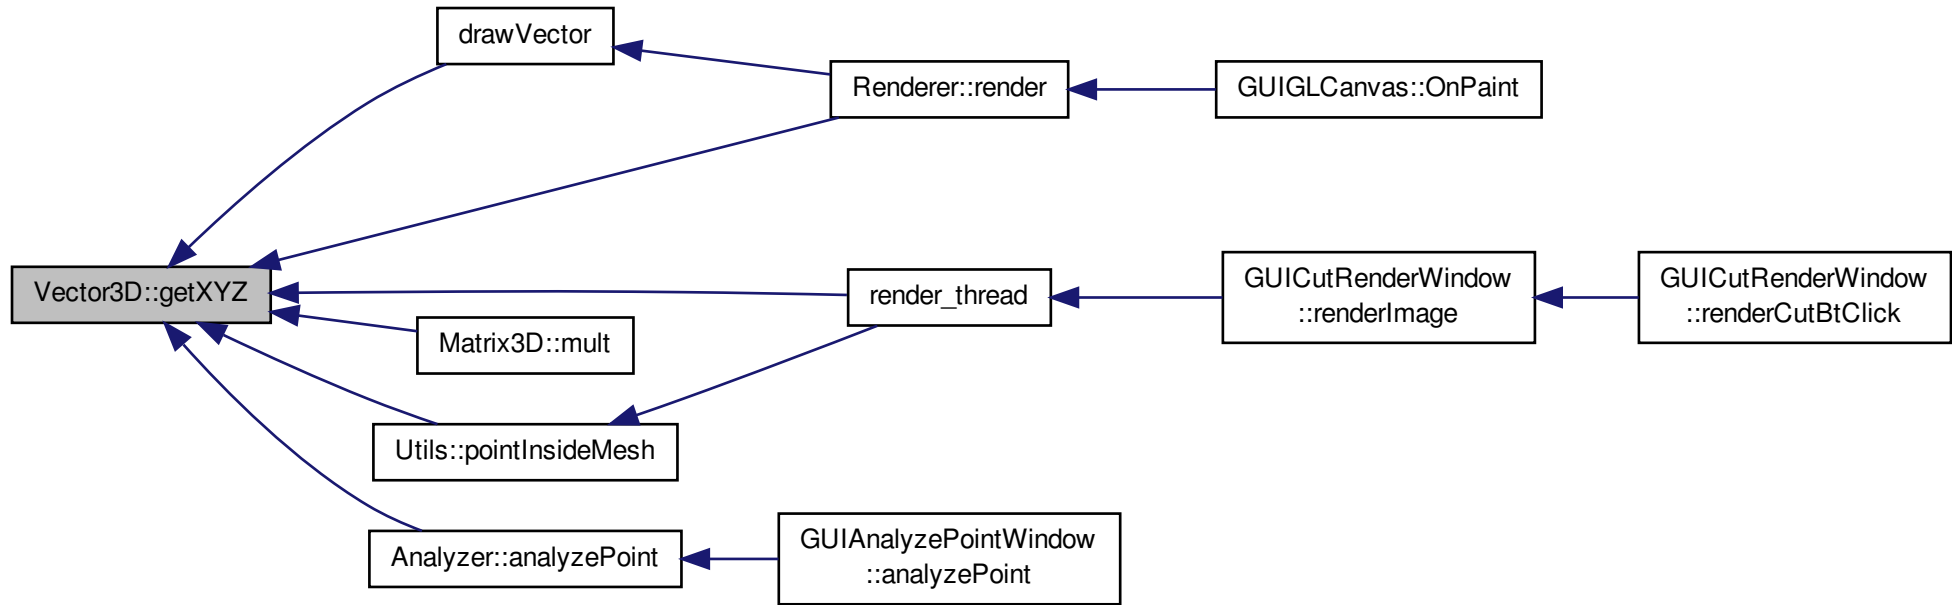 drawVector
Renderer::render
GUIGLCanvas::OnPaint
Vector3D::getXYZ
render_thread
GUICutRenderWindow
::renderImage
GUICutRenderWindow
::renderCutBtClick
Matrix3D::mult
Utils::pointInsideMesh
Analyzer::analyzePoint
GUIAnalyzePointWindow
::analyzePoint